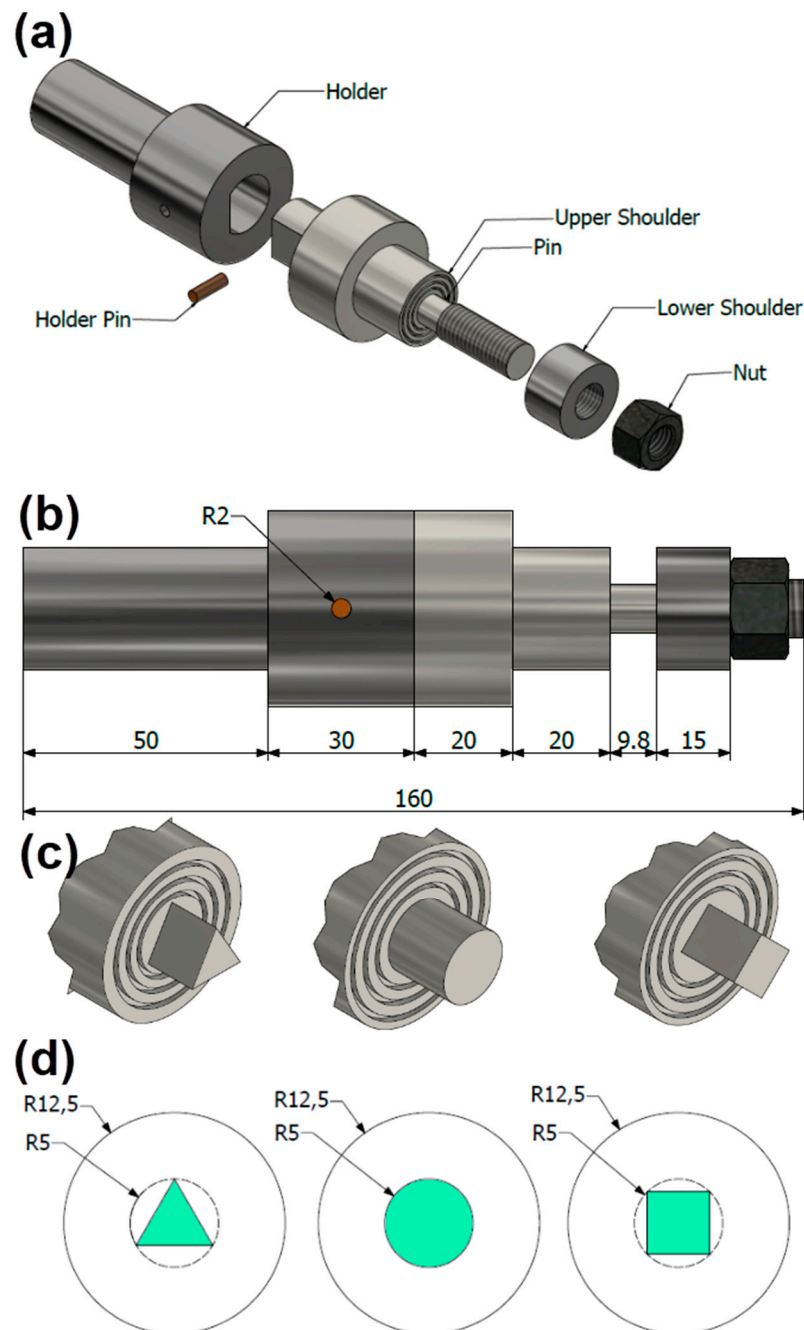 (a)
Holder
Upper Shoulder
Pin
Holder Pin
Lower Shoulder
Nut
(b)
R2
50 30 20 20 9.8 15
160
(c)
(d)
R12,5 R12,5 R12,5
R5 R5 R5